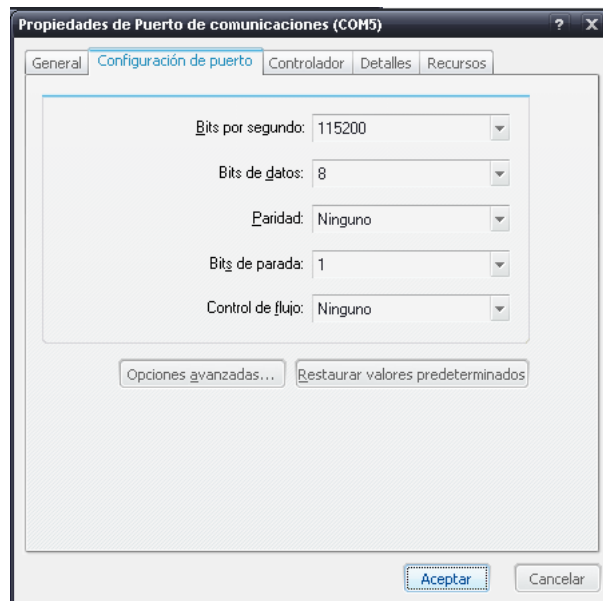 Propiedades de Puerto de comunicaciones (COM5) ? X
General Configuración de puerto Controlador Detalles Recursos
Bits por segundo: 115200
Bits de datos: 8
Paridad: Ninguno
Bits de parada: 1
Control de flujo: Ninguno
Opciones avanzadas... Restaurar valores predeterminados
Aceptar Cancelar